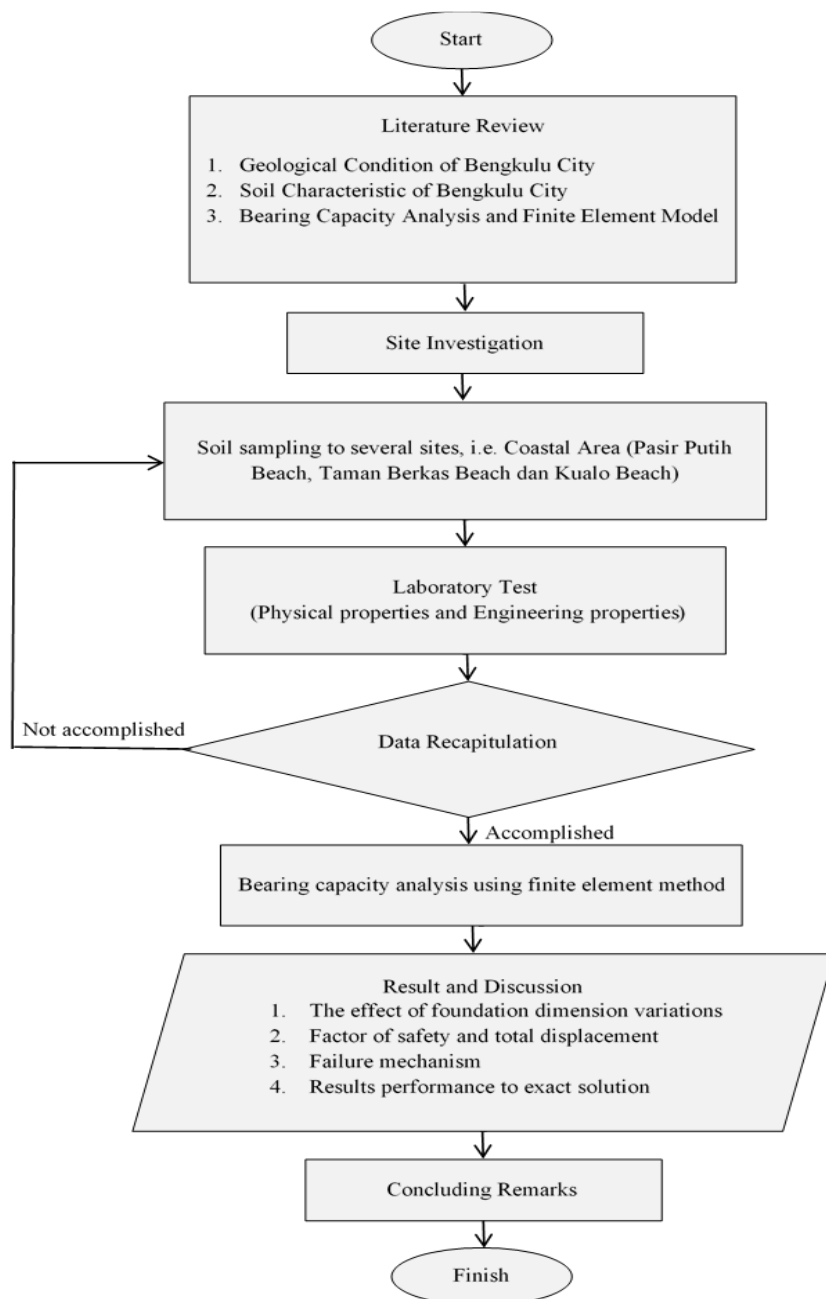 Start
Literature Review
1. Geological Condition of Bengkulu City
2. Soil Characteristic of Bengkulu City
3. Bearing Capacity Analysis and Finite Element Model
Site Investigation
Soil sampling to several sites, i.e. Coastal Area (Pasir Putih
Beach, Taman Berkas Beach dan Kualo Beach)
Laboratory Test
(Physical properties and Engineering properties)
Data Recapitulation
Not accomplished
Accomplished
Bearing capacity analysis using finite element method
Result and Discussion
1. The effect of foundation dimension variations
2. Factor of safety and total displacement
3. Failure mechanism
4. Results performance to exact solution
Concluding Remarks
Finish